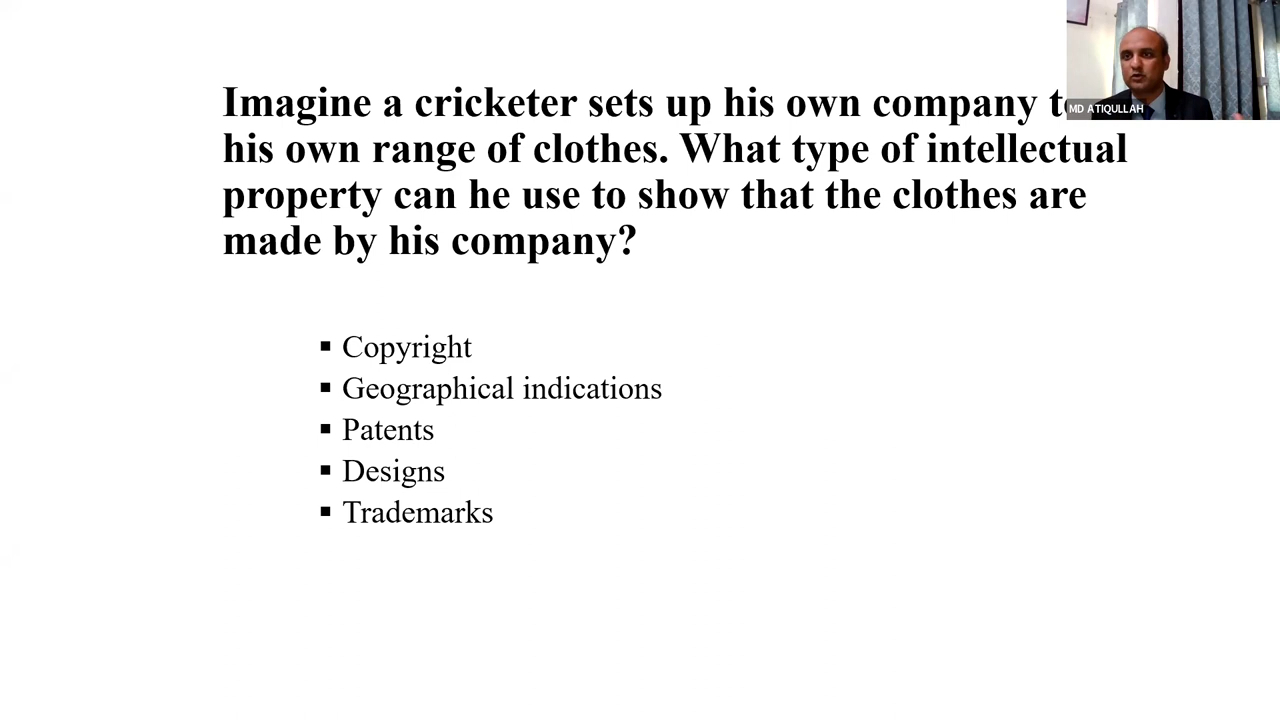 Imagine a cricketer sets up his own company
his own range of clothes. What type of intellectual
property can he use to show that the clothes are
made by his company?
▪ Copyright
▪ Geographical indications
▪ Patents
▪ Designs
▪ Trademarks
MD ATIQULLAH